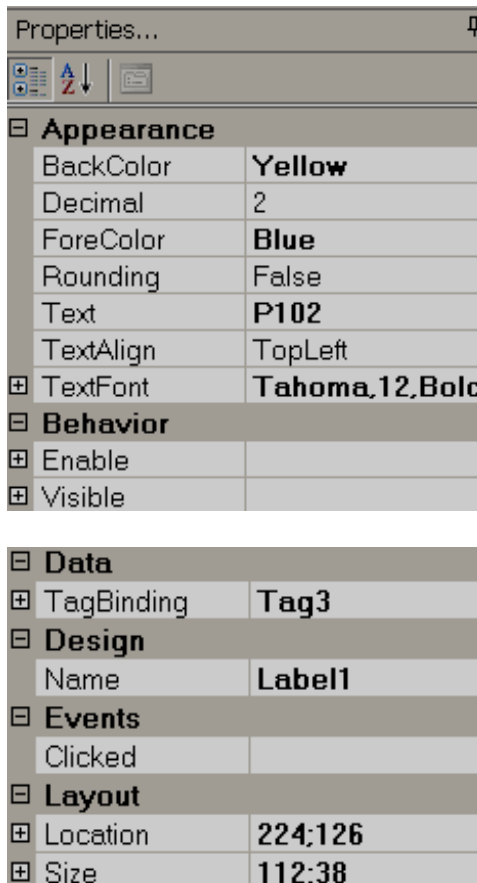 Properties...
Appearance
BackColor Yellow
Decimal 2
ForeColor Blue
Rounding False
Text P102
TextAlign TopLeft
TextFont Tahoma,12,Bold
Behavior
Enable
Visible
Data
TagBinding Tag3
Design
Name Label1
Events
Clicked
Layout
Location 224;126
Size 112;38